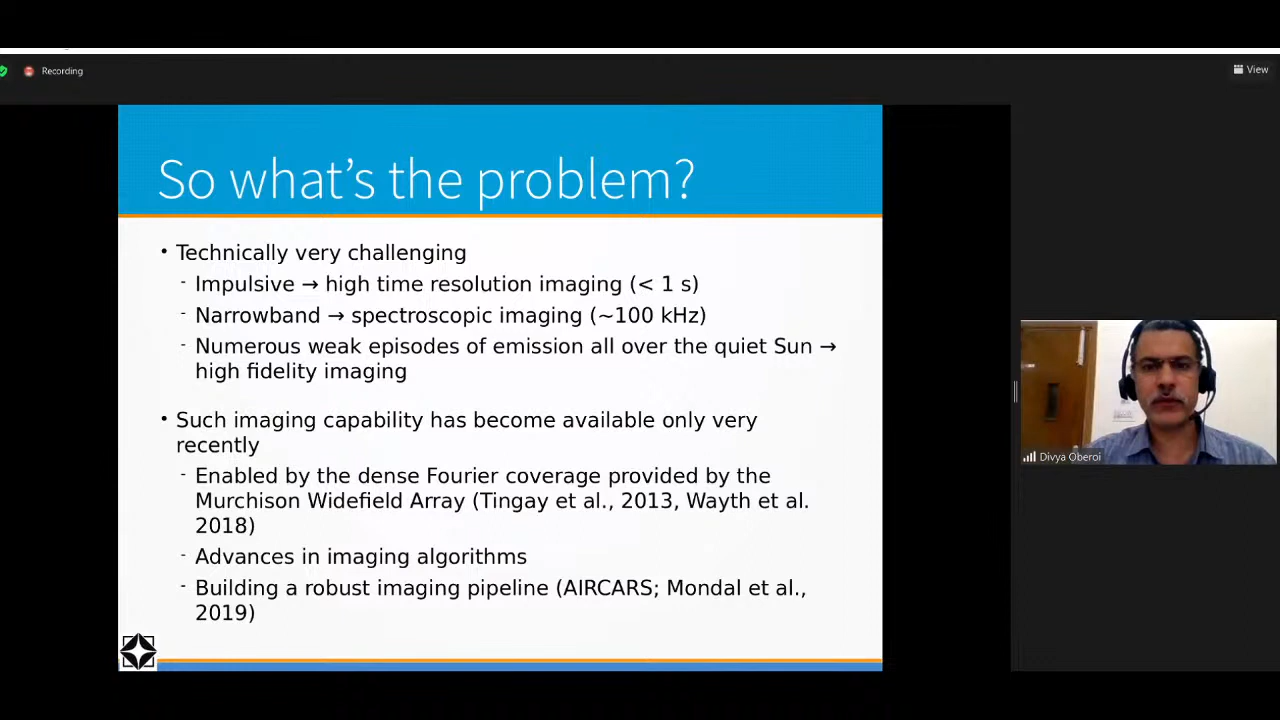 Recording
View
So what's the problem?
• Technically very challenging
- Impulsive → high time resolution imaging (< 1 s)
- Narrowband → spectroscopic imaging (~100 kHz)
- Numerous weak episodes of emission all over the quiet Sun →
high fidelity imaging
• Such imaging capability has become available only very
recently
- Enabled by the dense Fourier coverage provided by the
Murchison Widefield Array (Tingay et al., 2013, Wayth et al.
2018)
- Advances in imaging algorithms
- Building a robust imaging pipeline (AIRCARS; Mondal et al.,
2019)
Divya Oberoi